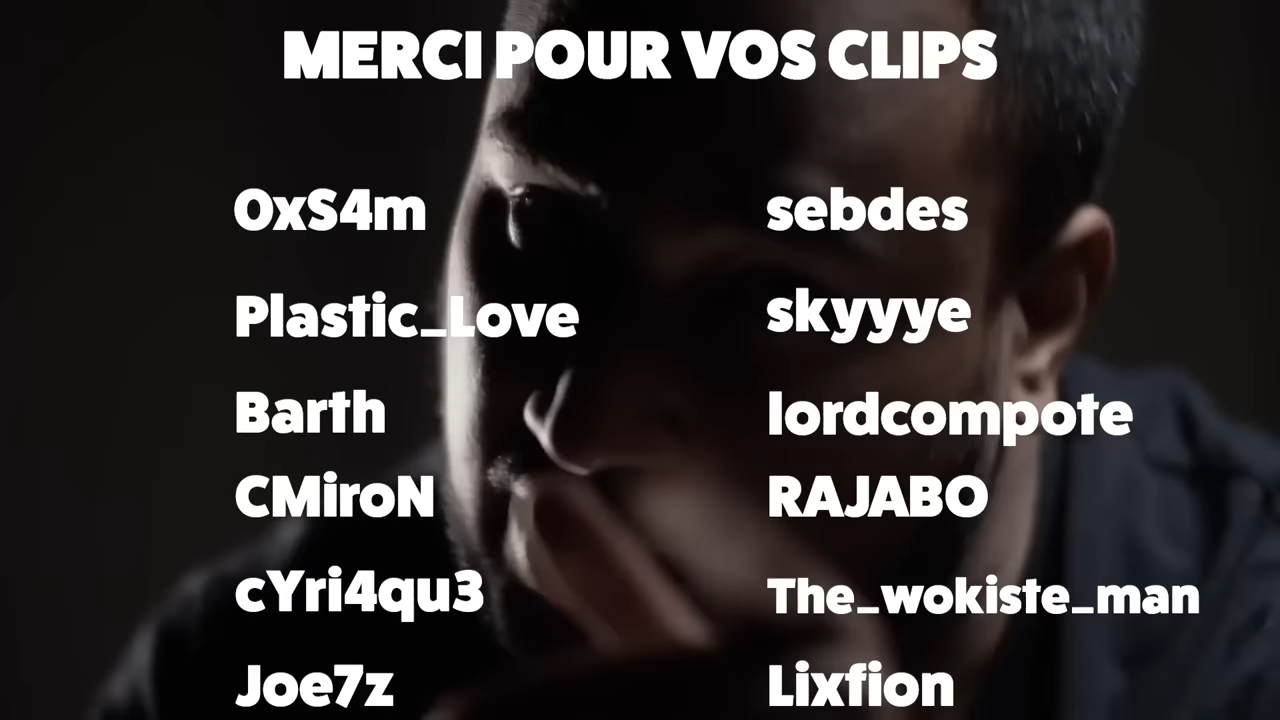 MERCI POUR VOS CLIPS
0xS4m
Plastic_Love
Barth
CMiroN
cYri4qu3
Joe7z
sebdes
skyyye
lordcompote
RAJABO
The_wokiste_man
Lixfion